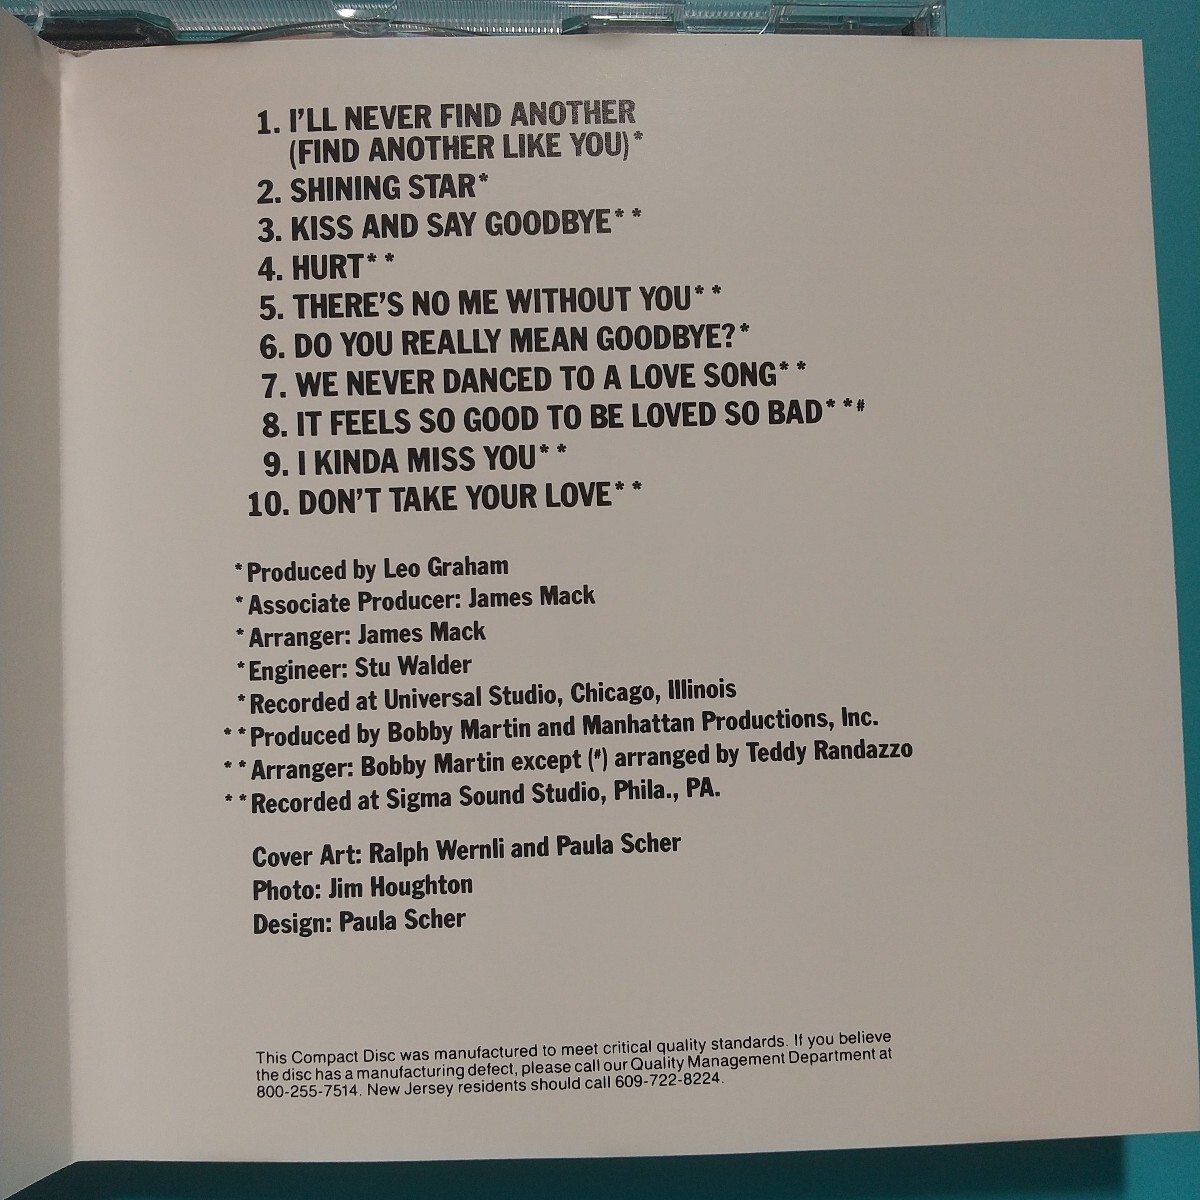 1. I'LL NEVER FIND ANOTHER
(FIND ANOTHER LIKE YOU)*
2. SHINING STAR*
3. KISS AND SAY GOODBYE**
4. HURT**
5. THERE'S NO ME WITHOUT YOU**
6. DO YOU REALLY MEAN GOODBYE?*
7. WE NEVER DANCED TO A LOVE SONG**
8. IT FEELS SO GOOD TO BE LOVED SO BAD**#
9. I KINDA MISS YOU**
10. DON'T TAKE YOUR LOVE**
*Produced by Leo Graham
*Associate Producer: James Mack
*Arranger: James Mack
*Engineer: Stu Walder
*Recorded at Universal Studio, Chicago, Illinois
**Produced by Bobby Martin and Manhattan Productions, Inc.
**Arranger: Bobby Martin except (#) arranged by Teddy Randazzo
**Recorded at Sigma Sound Studio, Phila., PA.
Cover Art: Ralph Wernli and Paula Scher
Photo: Jim Houghton
Design: Paula Scher
This Compact Disc was manufactured to meet critical quality standards. If you believe
the disc has a manufacturing defect, please call our Quality Management Department at
800-255-7514. New Jersey residents should call 609-722-8224.